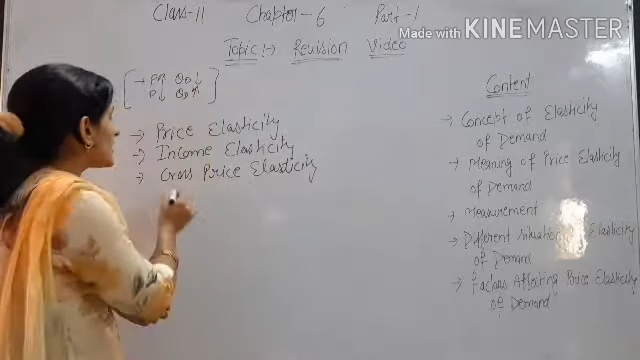 Class-11 Chapter-6 Part-1
Made with KINEMASTER
Topic:- Revision Video
→ P↑ QD↓
P↓ QD↑
→ Price Elasticity
→ Income Elasticity
→ Cross Price Elasticity
Content
→ Concept of Elasticity
of Demand
→ Meaning of Price Elasticity
of Demand
→ Measurement
→ Different Situation Elasticity
of Demand
→ Factors Affecting Price Elasticity
of Demand